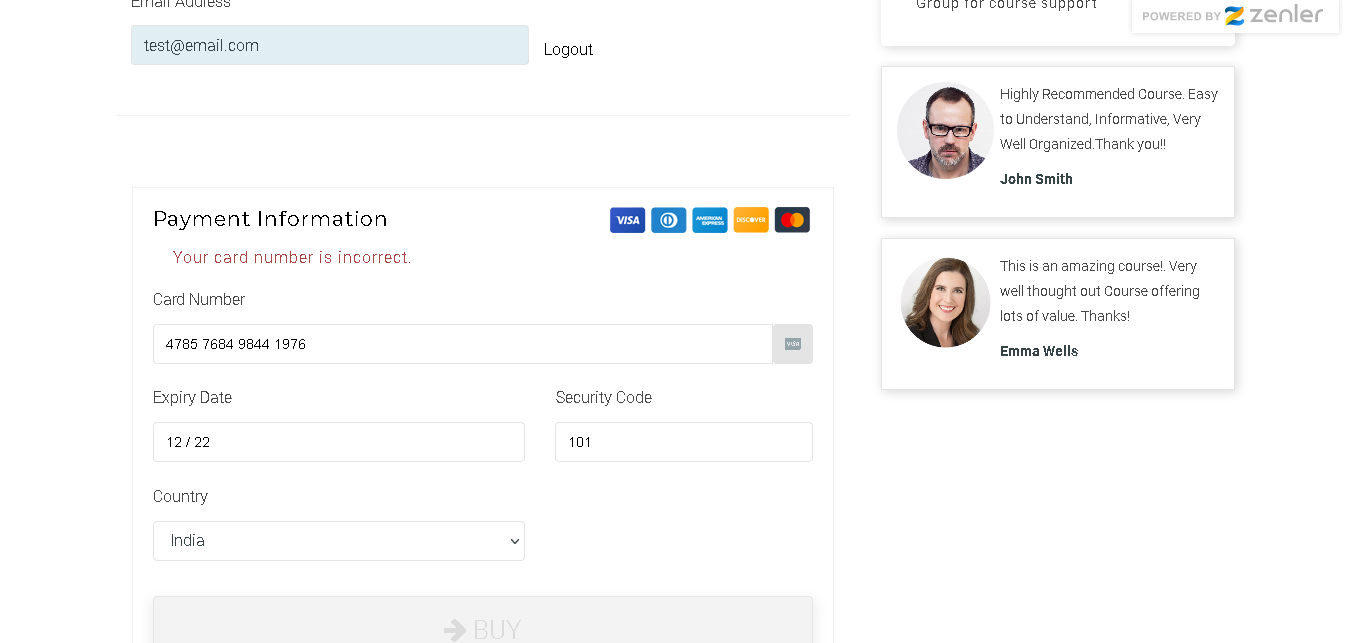 Email Address
test@email.com
Logout
Payment Information
VISA
AMERICAN EXPRESS
DISCOVER
Your card number is incorrect.
Card Number
4785 7684 9844 1976
VISA
Expiry Date
Security Code
12 / 22
101
Country
India
BUY
Group for course support
POWERED BY zenler
Highly Recommended Course. Easy
to Understand, Informative, Very
Well Organized.Thank you!!
John Smith
This is an amazing course!. Very
well thought out Course offering
lots of value. Thanks!
Emma Wells